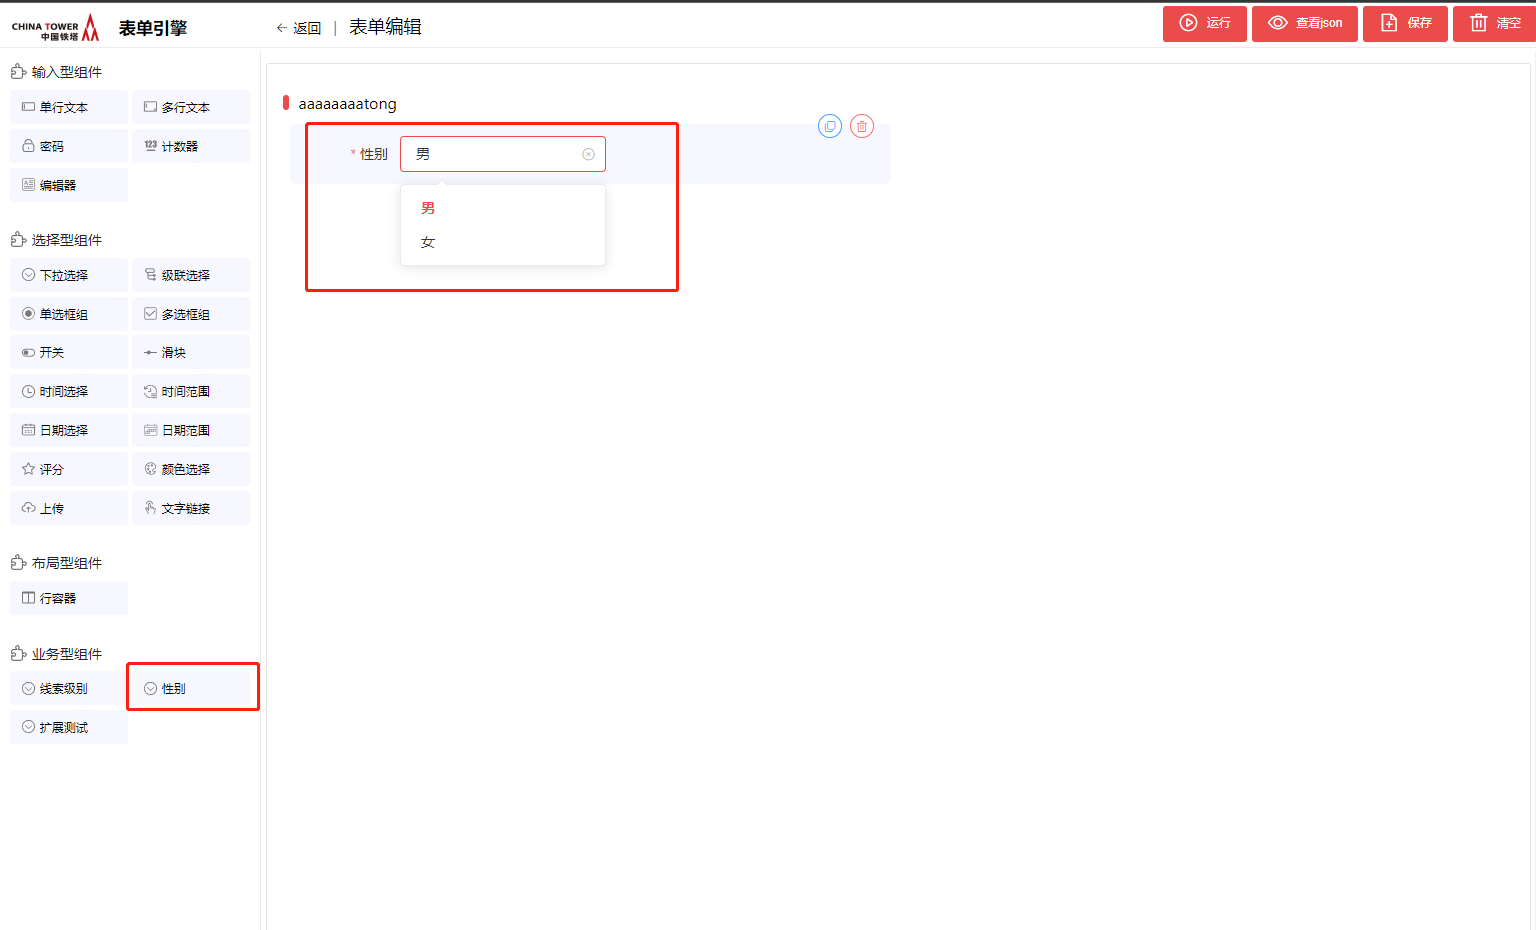 CHINA TOWER
中国铁塔
表单引擎
返回 | 表单编辑
运行
查看json
保存
清空
输入型组件
单行文本
多行文本
密码
123 计数器
编辑器
选择型组件
下拉选择
级联选择
单选框组
多选框组
开关
滑块
时间选择
时间范围
日期选择
日期范围
评分
颜色选择
上传
文字链接
布局型组件
行容器
业务型组件
线索级别
性别
扩展测试
aaaaaaaatong
* 性别
男
男
女